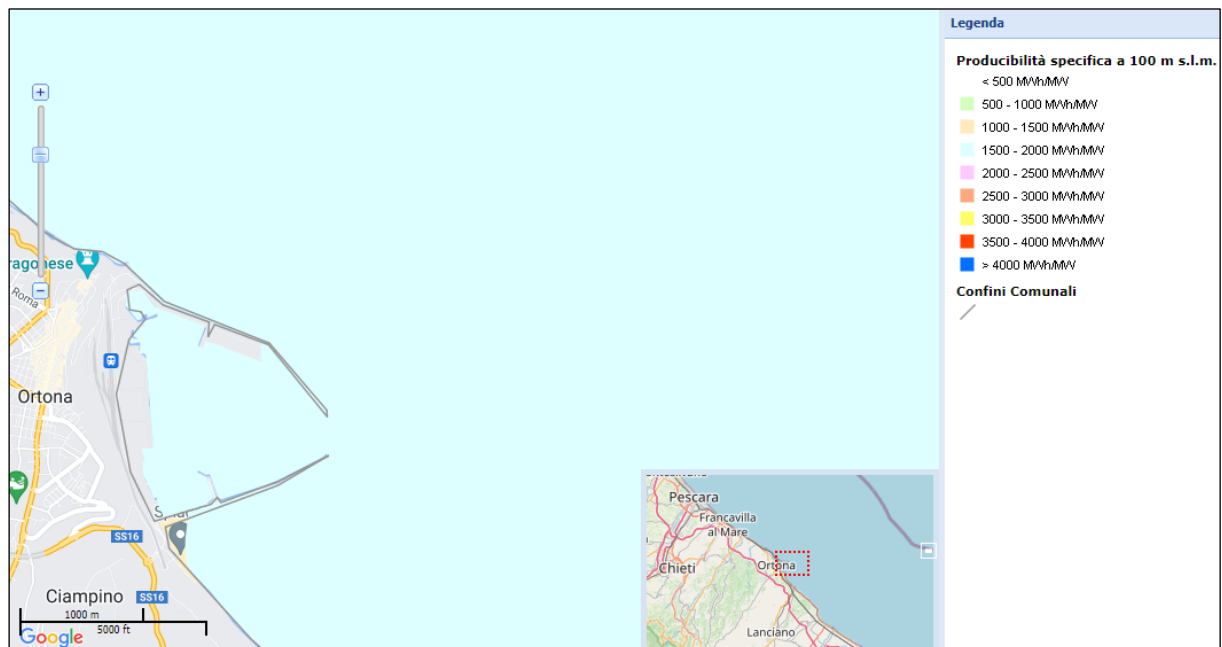 Legenda
Producibilità specifica a 100 m s.l.m.
< 500 MWh/MW
500 - 1000 MWh/MW
1000 - 1500 MWh/MW
1500 - 2000 MWh/MW
2000 - 2500 MWh/MW
2500 - 3000 MWh/MW
3000 - 3500 MWh/MW
3500 - 4000 MWh/MW
> 4000 MWh/MW
Confini Comunali
ragonese
Roma
Ortona
SS16
Ciampino
SS16
1000 m
5000 ft
Google
Pescara
Francavilla
al Mare
Chieti
Ortona
Lanciano